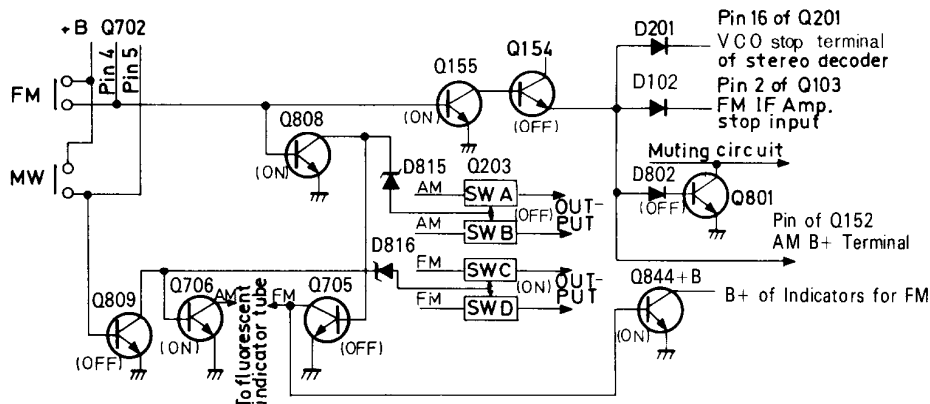 +B Q702
Pin 4
Pin 5
FM
MW
Q808
(ON)
Q155
(ON)
Q154
(OFF)
D201
Pin 16 of Q201
VCO stop terminal
of stereo decoder
D102
Pin 2 of Q103
FM IF Amp.
stop input
Muting circuit
D802
(OFF)
Q801
Pin of Q152
AM B+ Terminal
D815
Q203
AM
SW A
(OFF)
OUT-
PUT
AM
SW B
D816
FM
SW C
(ON)
OUT-
PUT
FM
SW D
Q844+B
(ON)
B+ of Indicators for FM
Q809
(OFF)
Q706
(ON)
AM
To fluorescent
indicator tube
FM
Q705
(OFF)